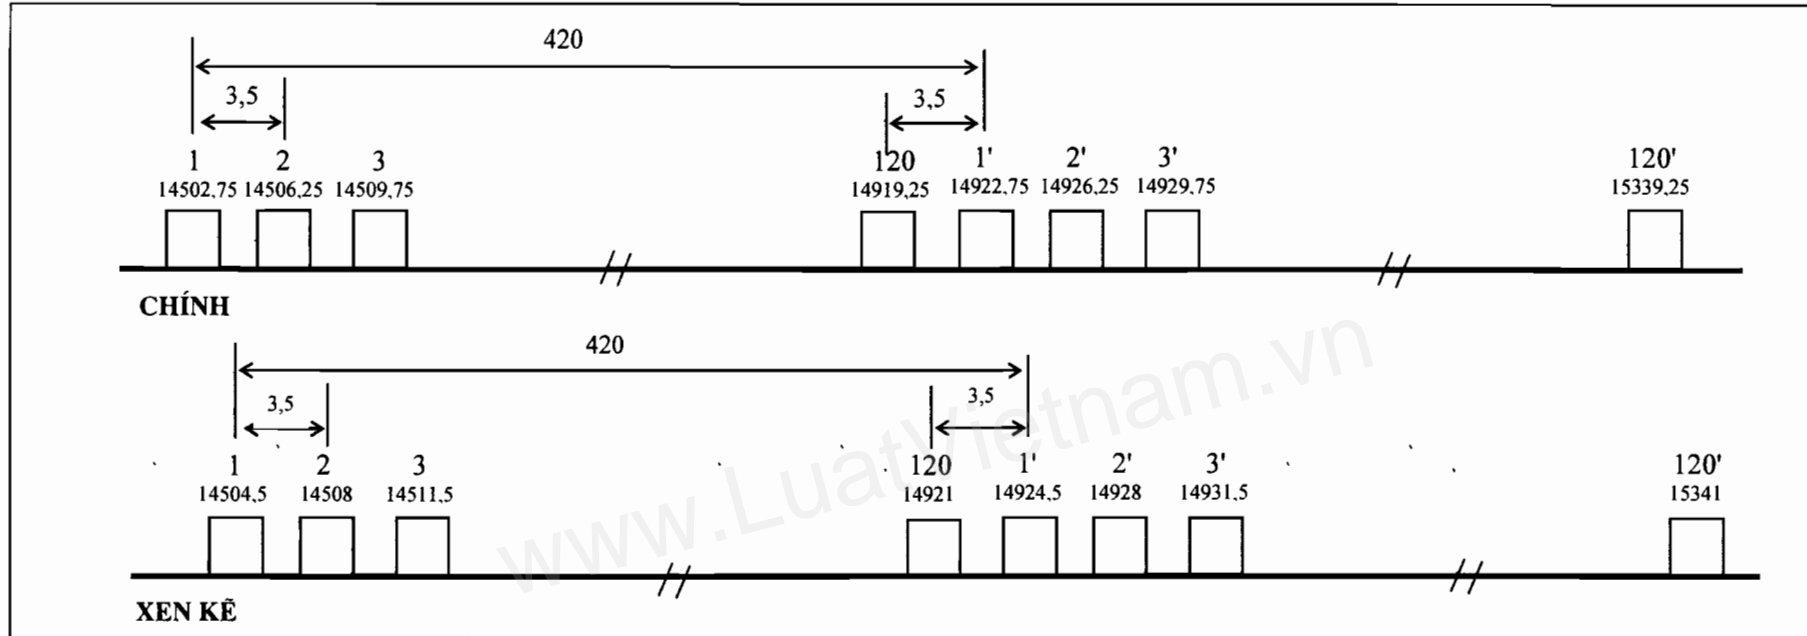 420
3,5 3,5
1 2 3 120 1' 2' 3' 120'
14502,75 14506,25 14509,75 14919,25 14922,75 14926,25 14929,75 15339,25
CHÍNH
420
3,5 3,5
1 2 3 120 1' 2' 3' 120'
14504,5 14508 14511,5 14921 14924,5 14928 14931,5 15341
XEN KẼ
www.LuatVietnam.vn